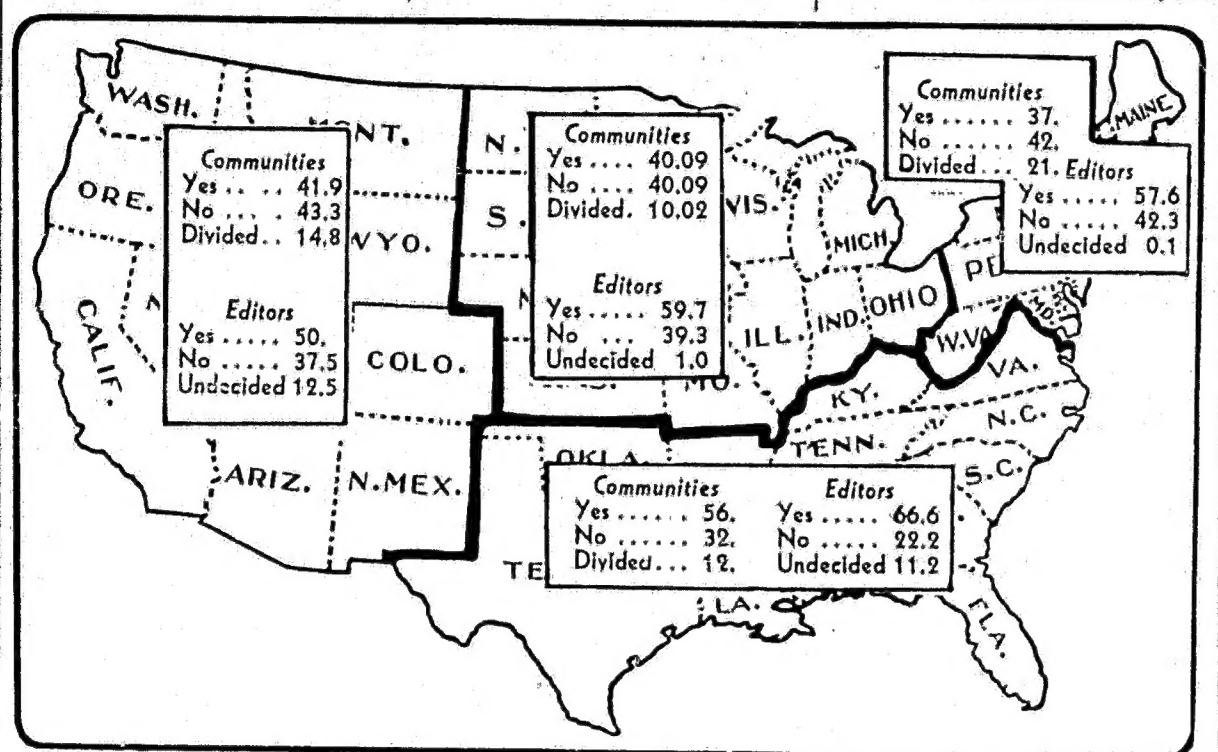 WASH.
MONT.
ORE.
WYO.
CALIF.
N
COLO.
ARIZ.
N.MEX.
Communities
Yes .. .. 41.9
No .... . 43.3
Divided.. 14.8
Editors
Yes ..... 50.
No ..... 37.5
Undecided 12.5
N.
S.
N
Communities
Yes .... 40.09
No .... 40.09
Divided. 10.02
Editors
Yes ..... 59.7
No ... 39.3
Undecided 1.0
WIS.
MICH.
ILL.
IND.
OHIO
MO.
PE
MD.
W.VA
VA.
KY.
N.C.
TENN.
S.C.
OKLA.
TE
LA.
FLA.
MAINE
Communities
Yes ...... 37.
No ...... 42.
Divided... 21.
Editors
Yes ..... 57.6
No ..... 42.3
Undecided 0.1
Communities
Yes ...... 56.
No ...... 32.
Divided... 12.
Editors
Yes ..... 66.6
No ..... 22.2
Undecided 11.2